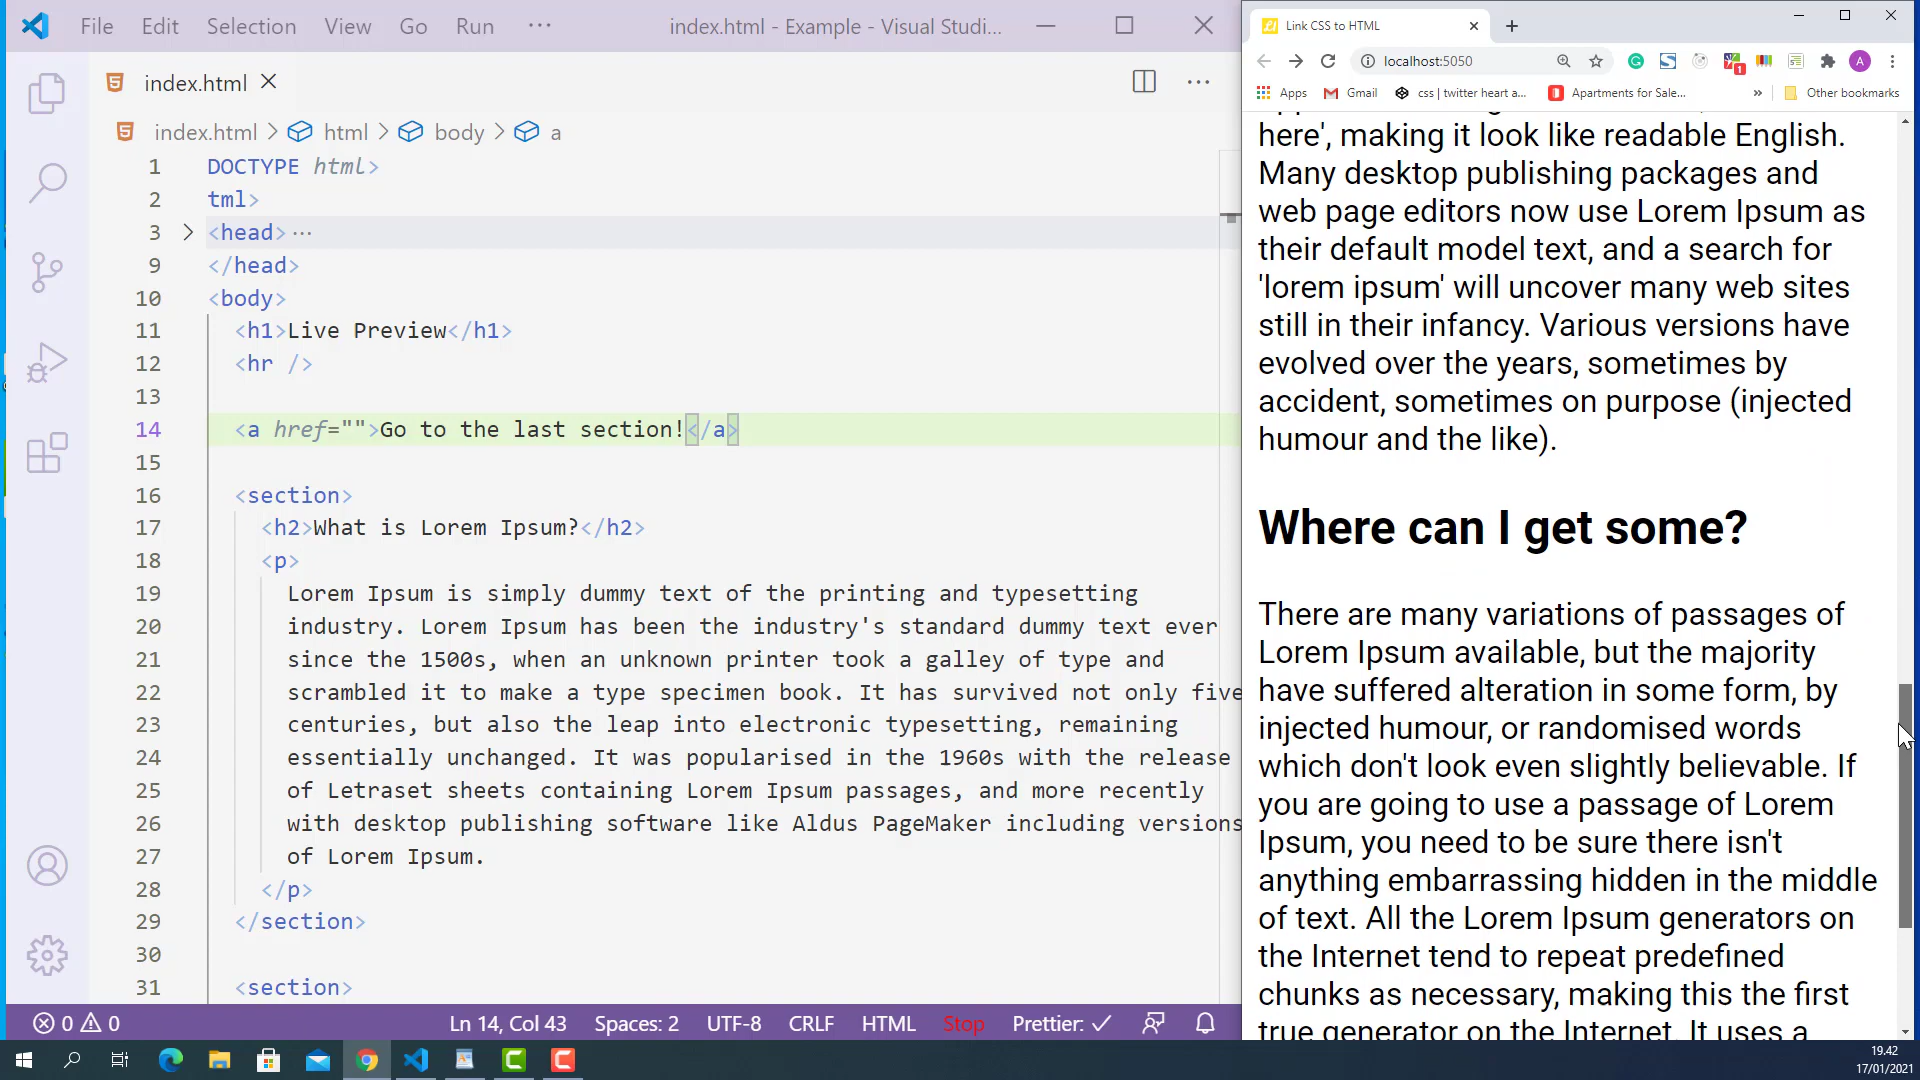 File Edit Selection View Go Run ··· index.html - Example - Visual Studi...
index.html
index.html > html > body > a
1 DOCTYPE html>
2 tml>
3 <head>···
9 </head>
10 <body>
11 <h1>Live Preview</h1>
12 <hr />
13
14 <a href="">Go to the last section!</a>
15
16 <section>
17 <h2>What is Lorem Ipsum?</h2>
18 <p>
19 Lorem Ipsum is simply dummy text of the printing and typesetting
20 industry. Lorem Ipsum has been the industry's standard dummy text ever
21 since the 1500s, when an unknown printer took a galley of type and
22 scrambled it to make a type specimen book. It has survived not only five
23 centuries, but also the leap into electronic typesetting, remaining
24 essentially unchanged. It was popularised in the 1960s with the release
25 of Letraset sheets containing Lorem Ipsum passages, and more recently
26 with desktop publishing software like Aldus PageMaker including versions
27 of Lorem Ipsum.
28 </p>
29 </section>
30
31 <section>
0 0 Ln 14, Col 43 Spaces: 2 UTF-8 CRLF HTML Stop Prettier: ✓
Link CSS to HTML
localhost:5050
1
A
Apps Gmail css | twitter heart a... Apartments for Sale... » Other bookmarks
here', making it look like readable English.
Many desktop publishing packages and
web page editors now use Lorem Ipsum as
their default model text, and a search for
'lorem ipsum' will uncover many web sites
still in their infancy. Various versions have
evolved over the years, sometimes by
accident, sometimes on purpose (injected
humour and the like).
Where can I get some?
There are many variations of passages of
Lorem Ipsum available, but the majority
have suffered alteration in some form, by
injected humour, or randomised words
which don't look even slightly believable. If
you are going to use a passage of Lorem
Ipsum, you need to be sure there isn't
anything embarrassing hidden in the middle
of text. All the Lorem Ipsum generators on
the Internet tend to repeat predefined
chunks as necessary, making this the first
true generator on the Internet. It uses a
19.42
17/01/2021